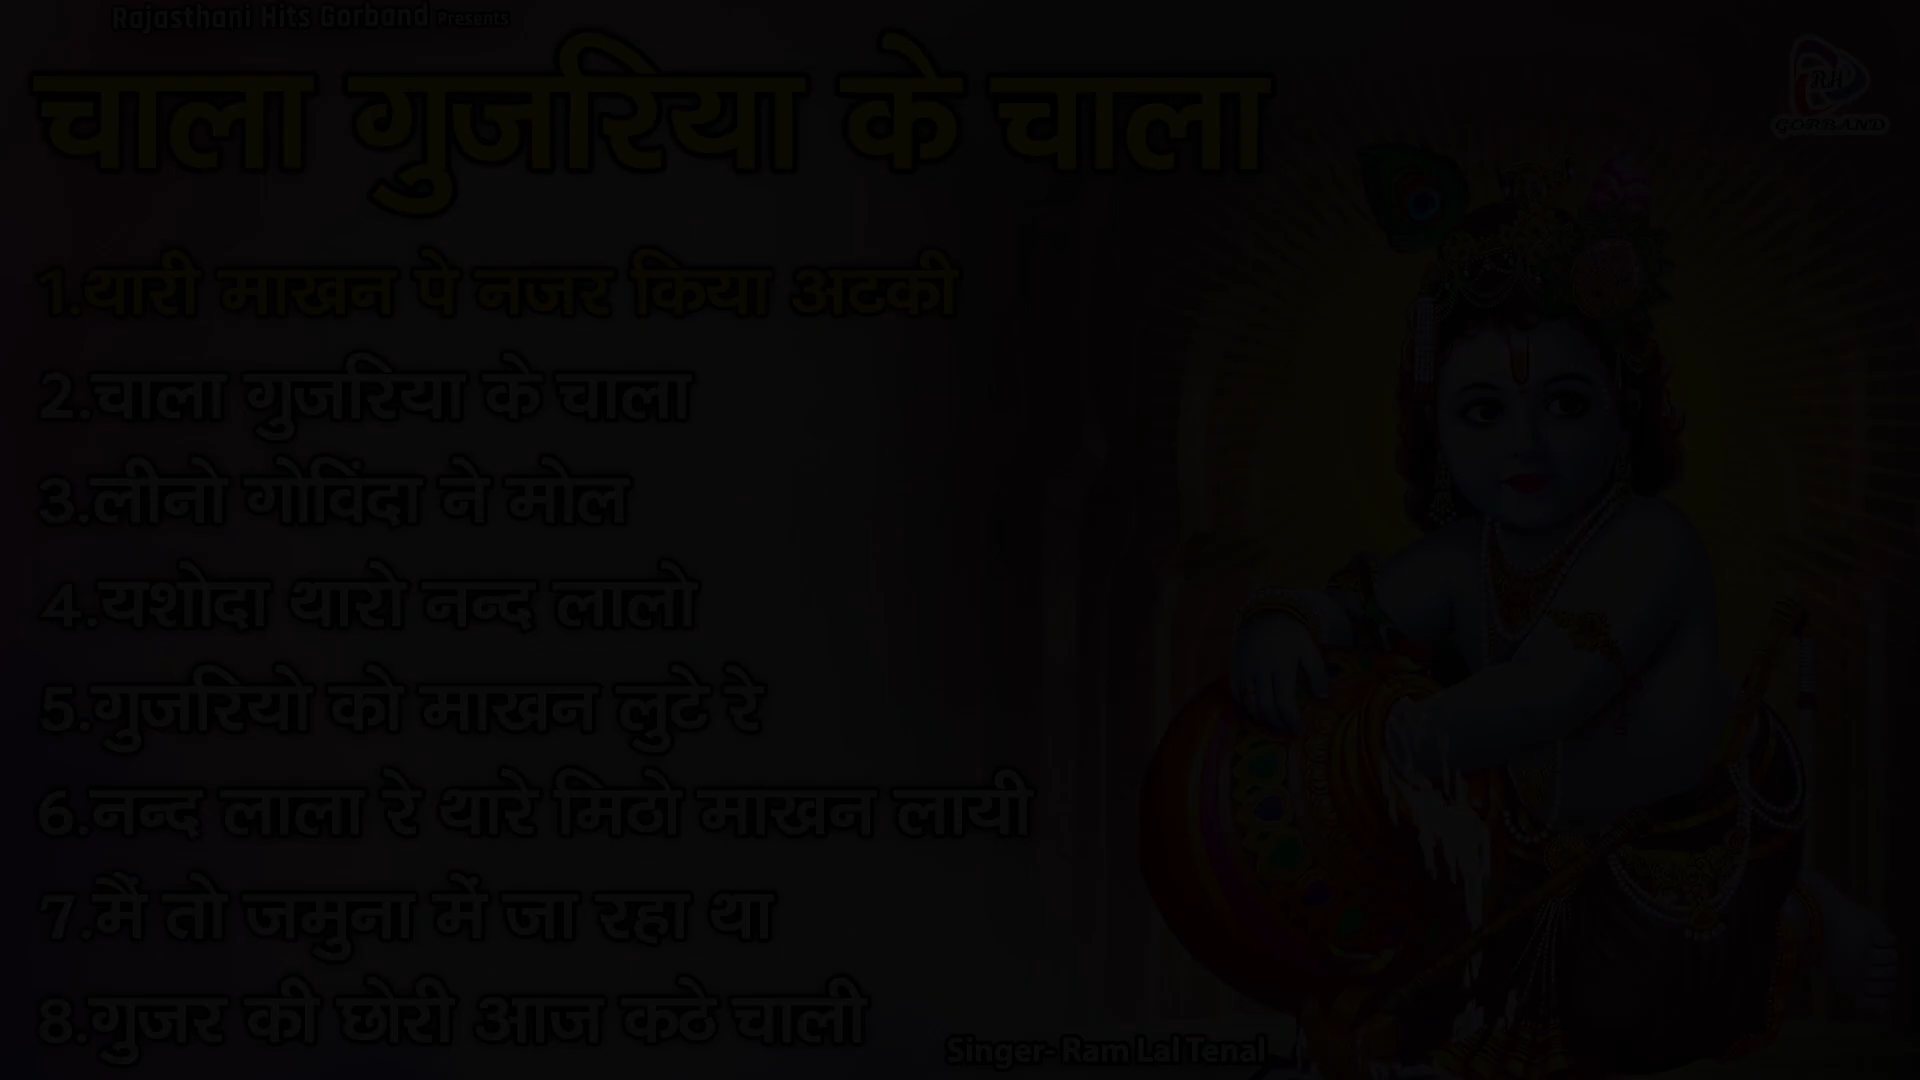 Rajasthani Hits Gorband Presents
चाला गुजरिया के चाला
RH
GORBAND
1.थारी माखन पे नजर किया अटकी
2.चाला गुजरिया के चाला
3.लीनो गोविंदा ने मोल
4.यशोदा थारो नन्द लालो
5.गुजरियो को माखन लुटे रे
6.नन्द लाला रे थारे मिठो माखन लायी
7.मैं तो जमुना में जा रहा था
8.गुजर की छोरी आज कठे चाली
Singer- Ram Lal Tenal